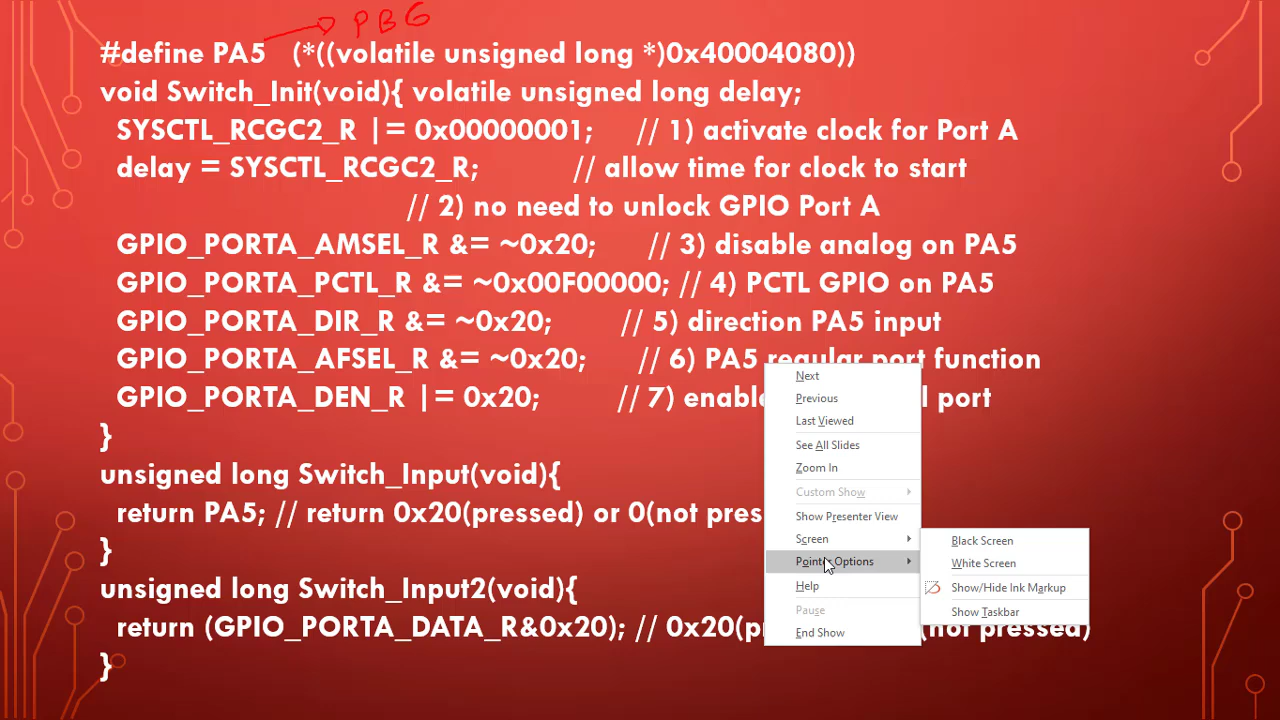 PB6
#define PA5 (*((volatile unsigned long *)0x40004080))
void Switch_Init(void){ volatile unsigned long delay;
SYSCTL_RCGC2_R |= 0x00000001; // 1) activate clock for Port A
delay = SYSCTL_RCGC2_R; // allow time for clock to start
// 2) no need to unlock GPIO Port A
GPIO_PORTA_AMSEL_R &= ~0x20; // 3) disable analog on PA5
GPIO_PORTA_PCTL_R &= ~0x00F00000; // 4) PCTL GPIO on PA5
GPIO_PORTA_DIR_R &= ~0x20; // 5) direction PA5 input
GPIO_PORTA_AFSEL_R &= ~0x20; // 6) PA5 regular port function
GPIO_PORTA_DEN_R |= 0x20; // 7) enable port
}
unsigned long Switch_Input(void){
return PA5; // return 0x20(pressed) or 0(not
}
unsigned long Switch_Input2(void){
return (GPIO_PORTA_DATA_R&0x20); // (not pressed)
}
Next
Previous
Last Viewed
See All Slides
Zoom In
Custom Show
Show Presenter View
Screen
Pointer Options
Help
Pause
End Show
Black Screen
White Screen
Show/Hide Ink Markup
Show Taskbar